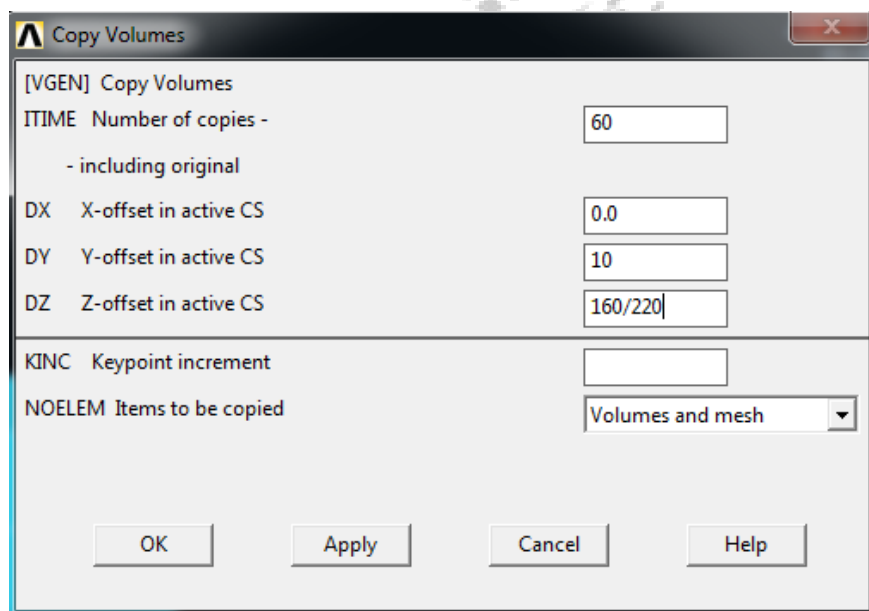 Copy Volumes
[VGEN] Copy Volumes
ITIME Number of copies - 60
- including original
DX X-offset in active CS 0.0
DY Y-offset in active CS 10
DZ Z-offset in active CS 160/220
KINC Keypoint increment
NOELEM Items to be copied Volumes and mesh
OK Apply Cancel Help